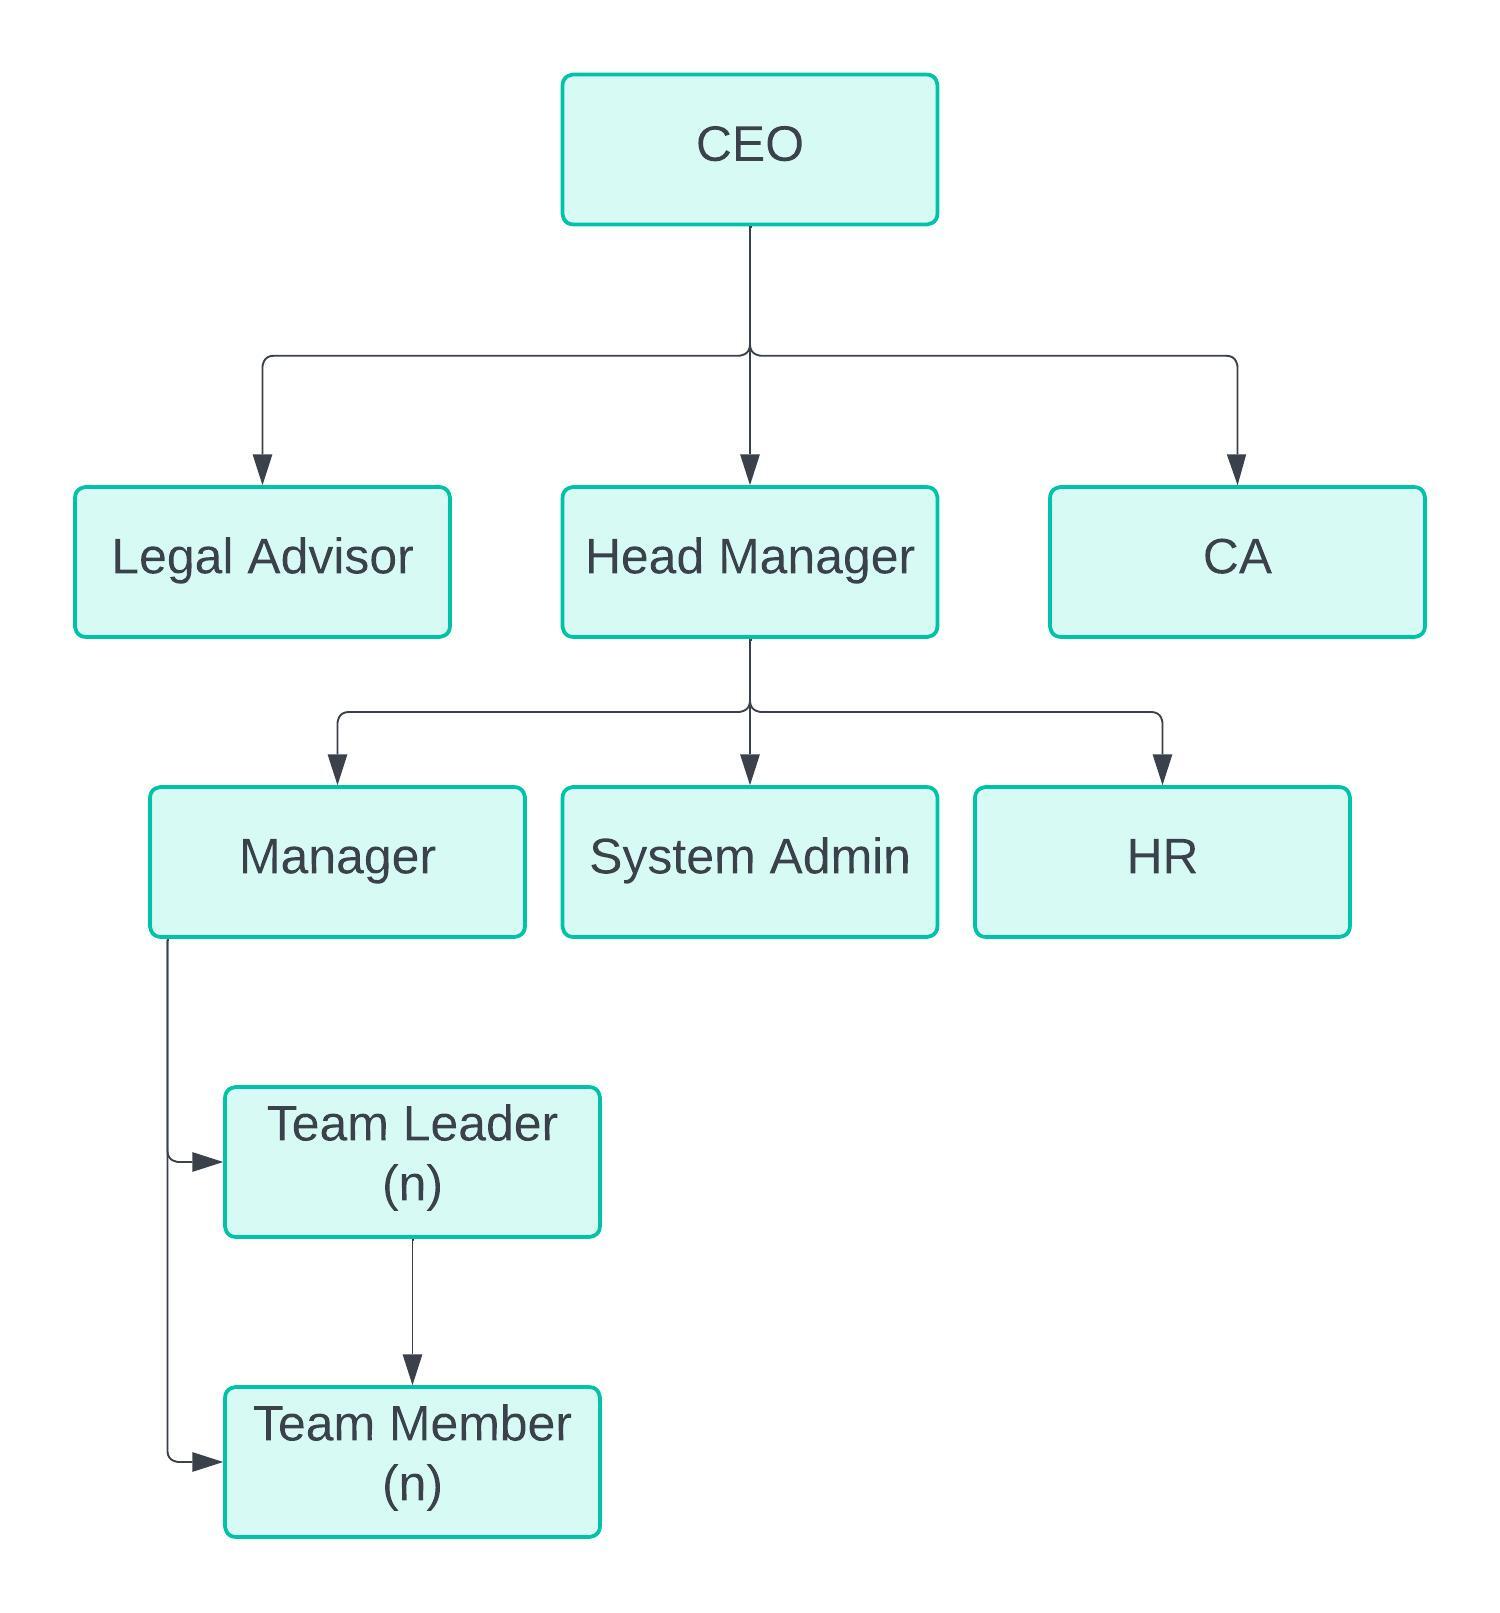 CEO
Legal Advisor
Head Manager
CA
Manager
System Admin
HR
Team Leader
(n)
Team Member
(n)